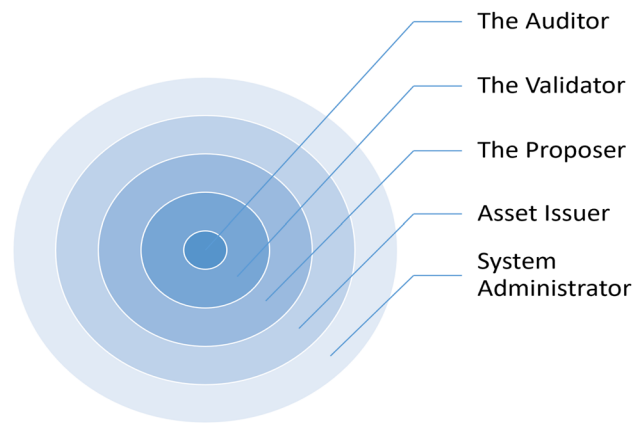 The Auditor
The Validator
The Proposer
Asset Issuer
System
Administrator